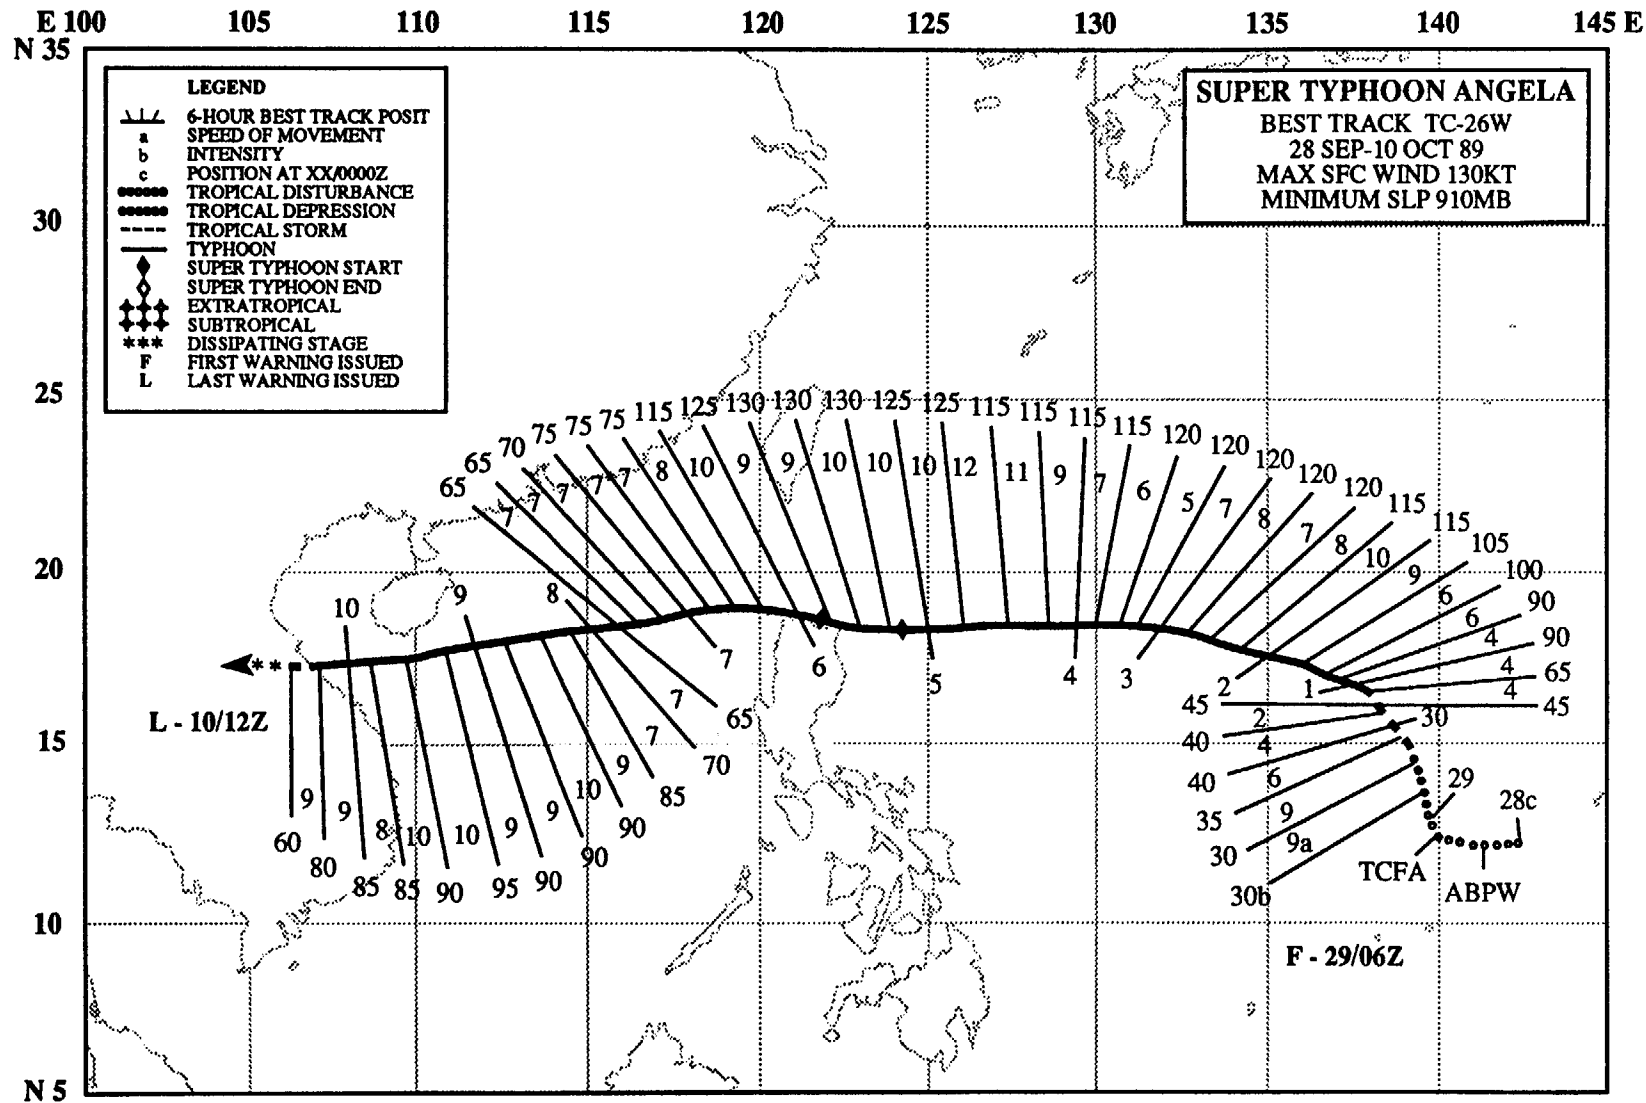 E 100 105 110 115 120 125 130 135 140 145 E
N 35
LEGEND
6-HOUR BEST TRACK POSIT
a SPEED OF MOVEMENT
b INTENSITY
c POSITION AT XX/0000Z
TROPICAL DISTURBANCE
TROPICAL DEPRESSION
TROPICAL STORM
TYPHOON
SUPER TYPHOON START
SUPER TYPHOON END
EXTRATROPICAL
SUBTROPICAL
*** DISSIPATING STAGE
F FIRST WARNING ISSUED
L LAST WARNING ISSUED
SUPER TYPHOON ANGELA
BEST TRACK TC-26W
28 SEP-10 OCT 89
MAX SFC WIND 130KT
MINIMUM SLP 910MB
30
25
65 65 70 75 75 75 115 125 130 130 130 125 125 115 115 115 115 120 120 120 120 120 115 115 105 100 90 90 65 45
7 7 7 7 7 8 10 9 9 10 10 10 12 11 9 7 6 5 7 8 7 8 10 9 6 6 4 4 4
20
10 9 8 7 6 5 4 3 2 1 30 29 28c
**
L - 10/12Z
15
60 80 85 85 90 95 90 90 90 85 70 65
9 9 8 10 10 9 9 10 9 7 7
45 40 40 35 30 30b
2 4 6 9 9a
TCFA
ABPW
10
F - 29/06Z
N 5